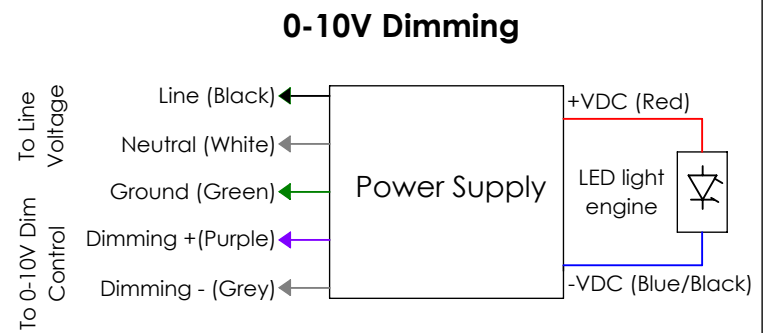 0-10V Dimming
To Line
Voltage
To 0-10V Dim
Control
Line (Black)
Neutral (White)
Ground (Green)
Dimming +(Purple)
Dimming - (Grey)
Power Supply
+VDC (Red)
LED light
engine
-VDC (Blue/Black)